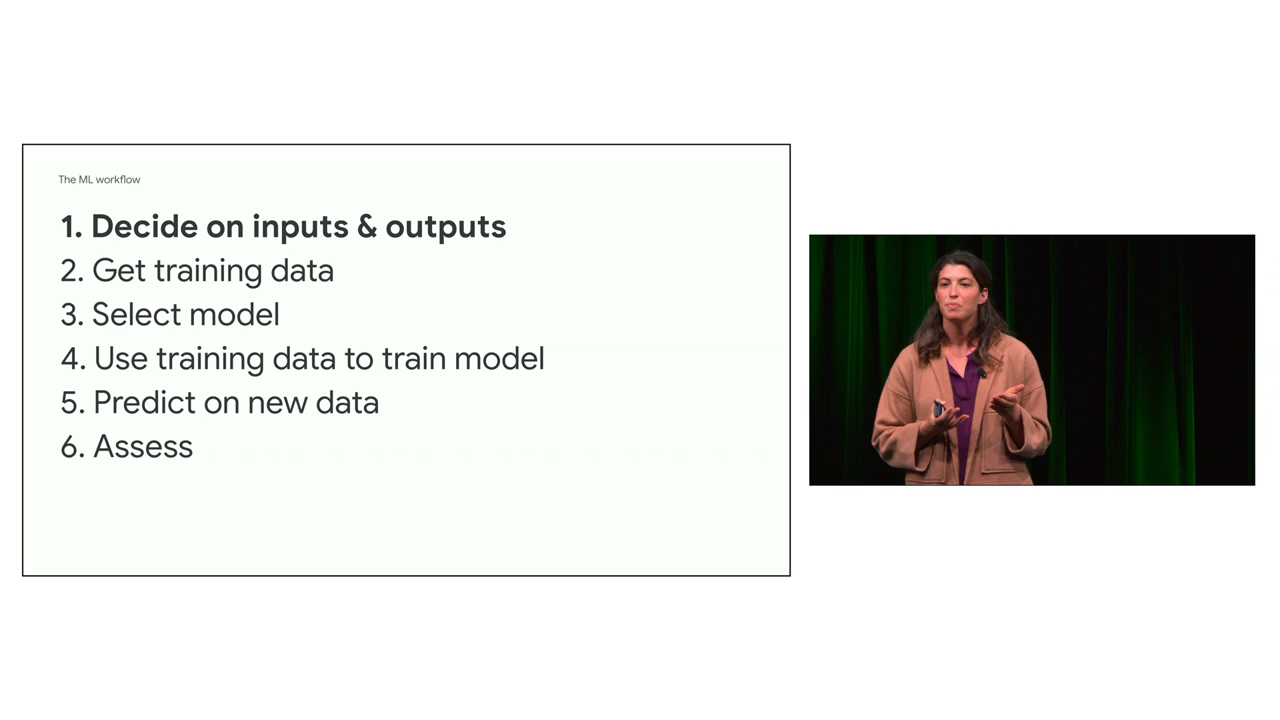 The ML workflow
1. Decide on inputs & outputs
2. Get training data
3. Select model
4. Use training data to train model
5. Predict on new data
6. Assess